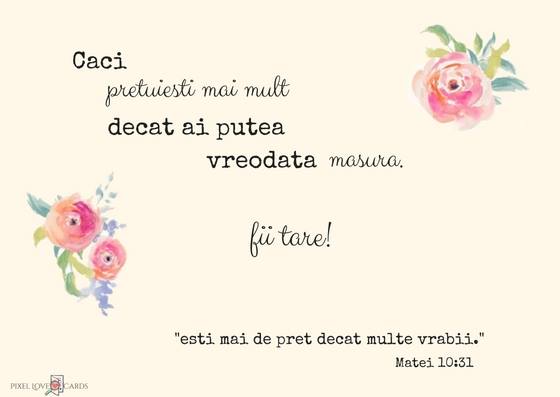 Caci
pretuiesti mai mult
decat ai putea
vreodata masura.
fii tare!
"esti mai de pret decat multe vrabii."
Matei 10:31
PIXEL LOVE CARDS